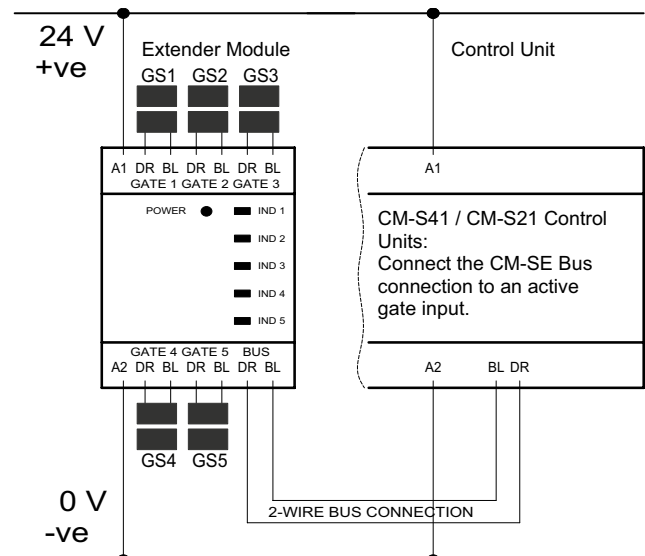 24 V
+ve
Extender Module
Control Unit
GS1 GS2 GS3
A1 DR BL DR BL DR BL
GATE 1 GATE 2 GATE 3
A1
POWER
IND 1
IND 2
IND 3
IND 4
IND 5
CM-S41 / CM-S21 Control
Units:
Connect the CM-SE Bus
connection to an active
gate input.
GATE 4 GATE 5 BUS
A2 DR BL DR BL DR BL
A2 BL DR
GS4 GS5
0 V
-ve
2-WIRE BUS CONNECTION